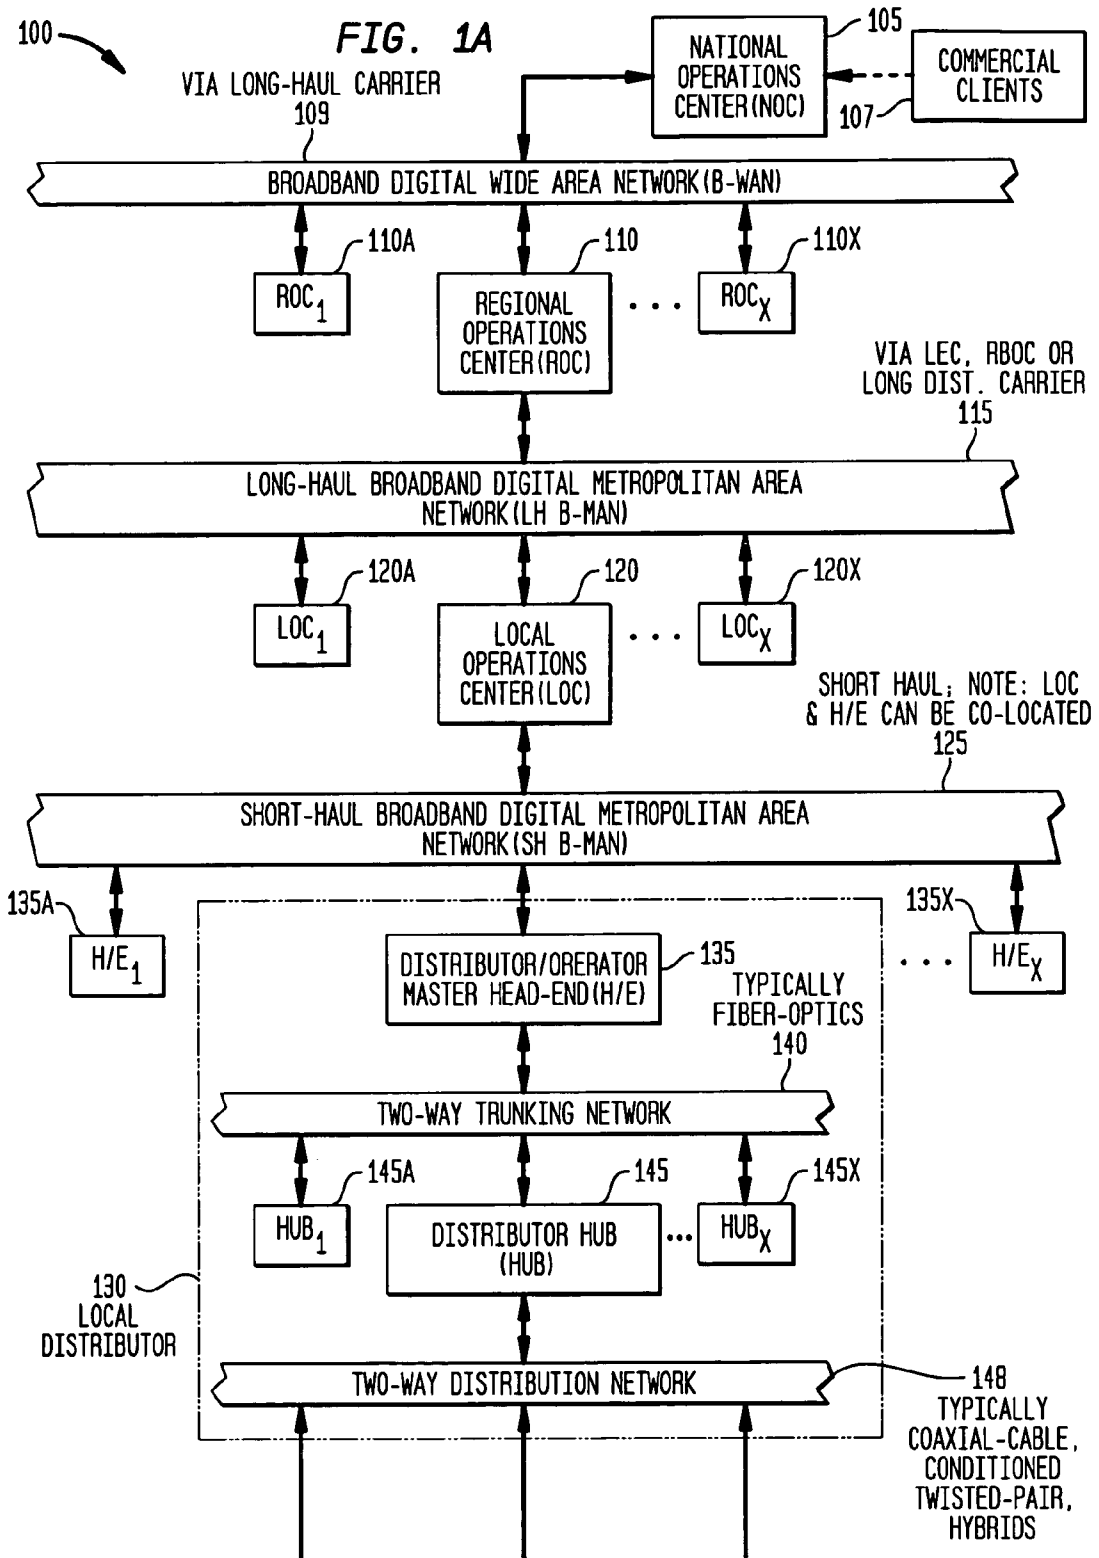 100
FIG. 1A
VIA LONG-HAUL CARRIER
109
NATIONAL
OPERATIONS
CENTER(NOC)
105
COMMERCIAL
CLIENTS
107
BROADBAND DIGITAL WIDE AREA NETWORK(B-WAN)
110A
ROC1
110
REGIONAL
OPERATIONS
CENTER(ROC)
. . .
110X
ROCX
VIA LEC, RBOC OR
LONG DIST. CARRIER
115
LONG-HAUL BROADBAND DIGITAL METROPOLITAN AREA
NETWORK(LH B-MAN)
120A
LOC1
120
LOCAL
OPERATIONS
CENTER(LOC)
. . .
120X
LOCX
SHORT HAUL; NOTE: LOC
& H/E CAN BE CO-LOCATED
125
SHORT-HAUL BROADBAND DIGITAL METROPOLITAN AREA
NETWORK(SH B-MAN)
135A
H/E1
DISTRIBUTOR/ORERATOR
MASTER HEAD-END(H/E)
135
. . .
135X
H/EX
TYPICALLY
FIBER-OPTICS
140
TWO-WAY TRUNKING NETWORK
145A
HUB1
145
DISTRIBUTOR HUB
(HUB)
...
145X
HUBX
130
LOCAL
DISTRIBUTOR
TWO-WAY DISTRIBUTION NETWORK
148
TYPICALLY
COAXIAL-CABLE,
CONDITIONED
TWISTED-PAIR,
HYBRIDS